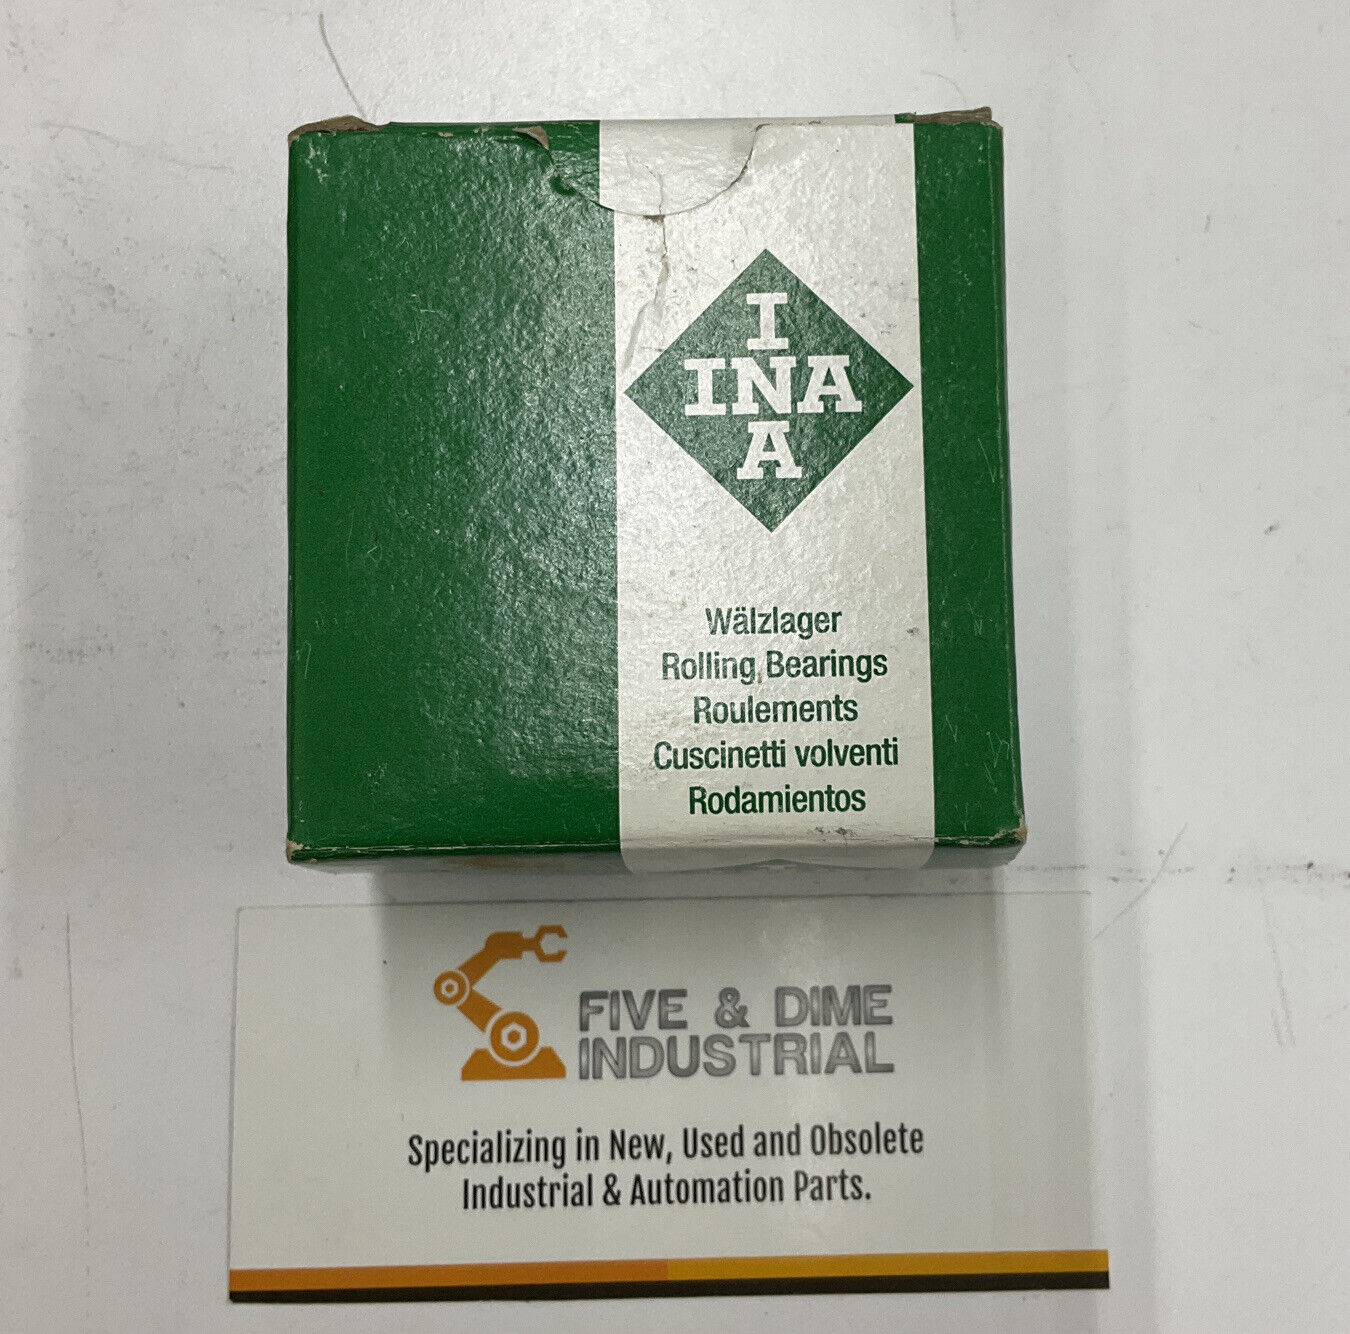 I
INA
A
Wälzlager
Rolling Bearings
Roulements
Cuscinetti volventi
Rodamientos
FIVE & DIME
INDUSTRIAL
Specializing in New, Used and Obsolete
Industrial & Automation Parts.